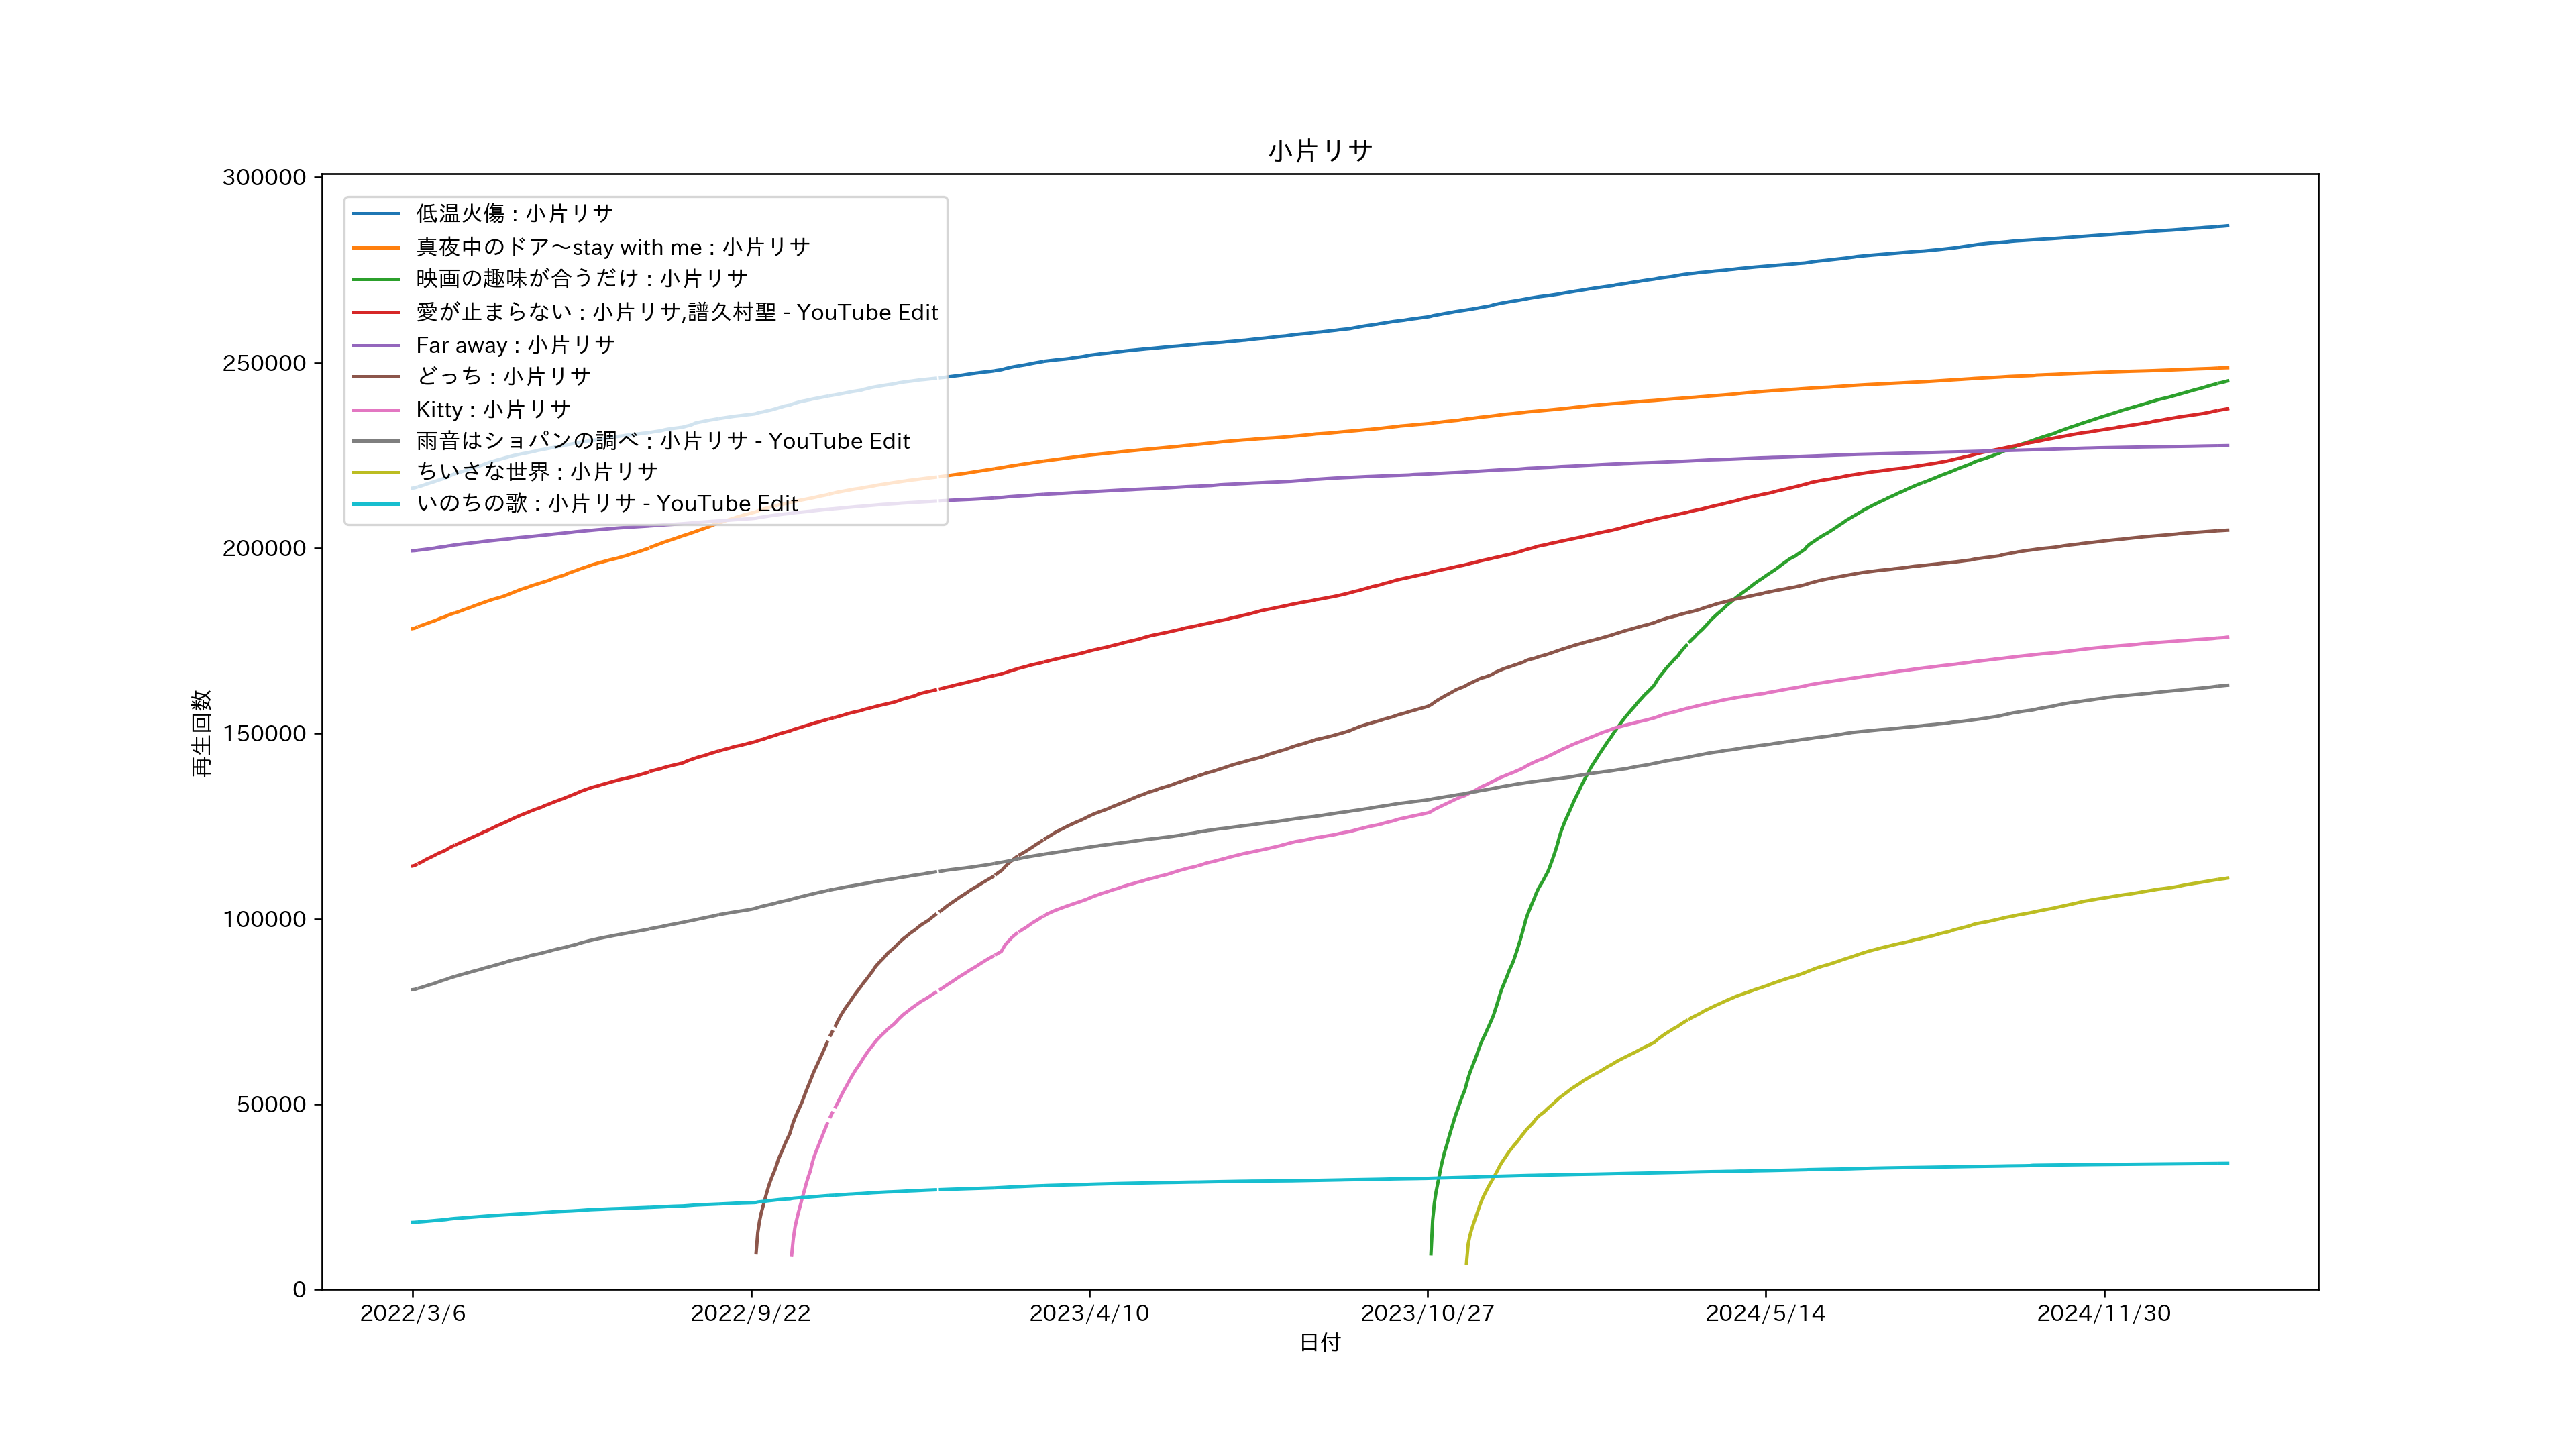 小片リサ
300000
250000
200000
150000
100000
50000
0
再生回数
低温火傷 : 小片リサ
真夜中のドア～stay with me : 小片リサ
映画の趣味が合うだけ : 小片リサ
愛が止まらない : 小片リサ,譜久村聖 - YouTube Edit
Far away : 小片リサ
どっち : 小片リサ
Kitty : 小片リサ
雨音はショパンの調べ : 小片リサ - YouTube Edit
ちいさな世界 : 小片リサ
いのちの歌 : 小片リサ - YouTube Edit
2022/3/6
2022/9/22
2023/4/10
2023/10/27
2024/5/14
2024/11/30
日付